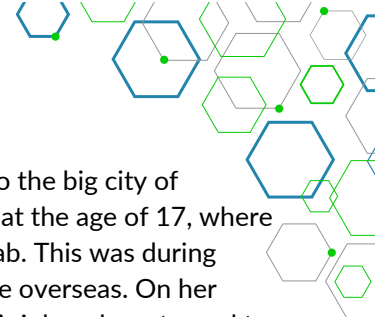 o the big city of
at the age of 17, where
ab. This was during
e overseas. On her